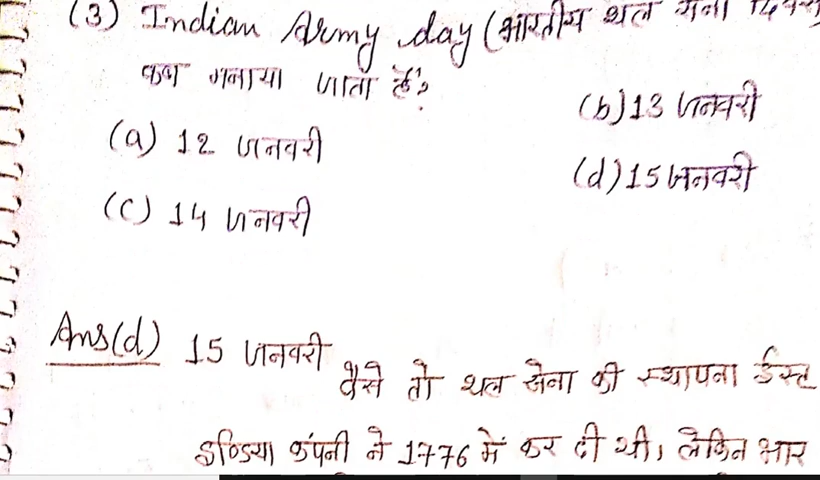 (3) Indian Army day (भारतीय थल सेना दिवस
कब मनाया जाता है?
(a) 12 जनवरी (b) 13 जनवरी
(c) 14 जनवरी (d) 15 जनवरी
Ans(d) 15 जनवरी
वैसे तो थल सेना की स्थापना ईस्ट
इण्डिया कंपनी ने 1776 में कर दी थी, लेकिन भार